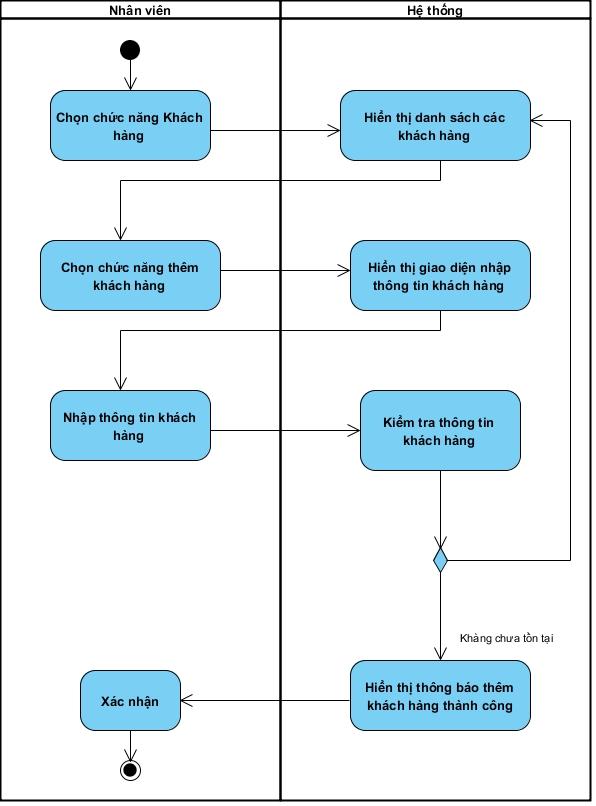 Nhân viên
Hệ thống
Chọn chức năng Khách
hàng
Hiển thị danh sách các
khách hàng
Chọn chức năng thêm
khách hàng
Hiển thị giao diện nhập
thông tin khách hàng
Nhập thông tin khách
hàng
Kiểm tra thông tin
khách hàng
Khàng chưa tồn tại
Hiển thị thông báo thêm
khách hàng thành công
Xác nhận